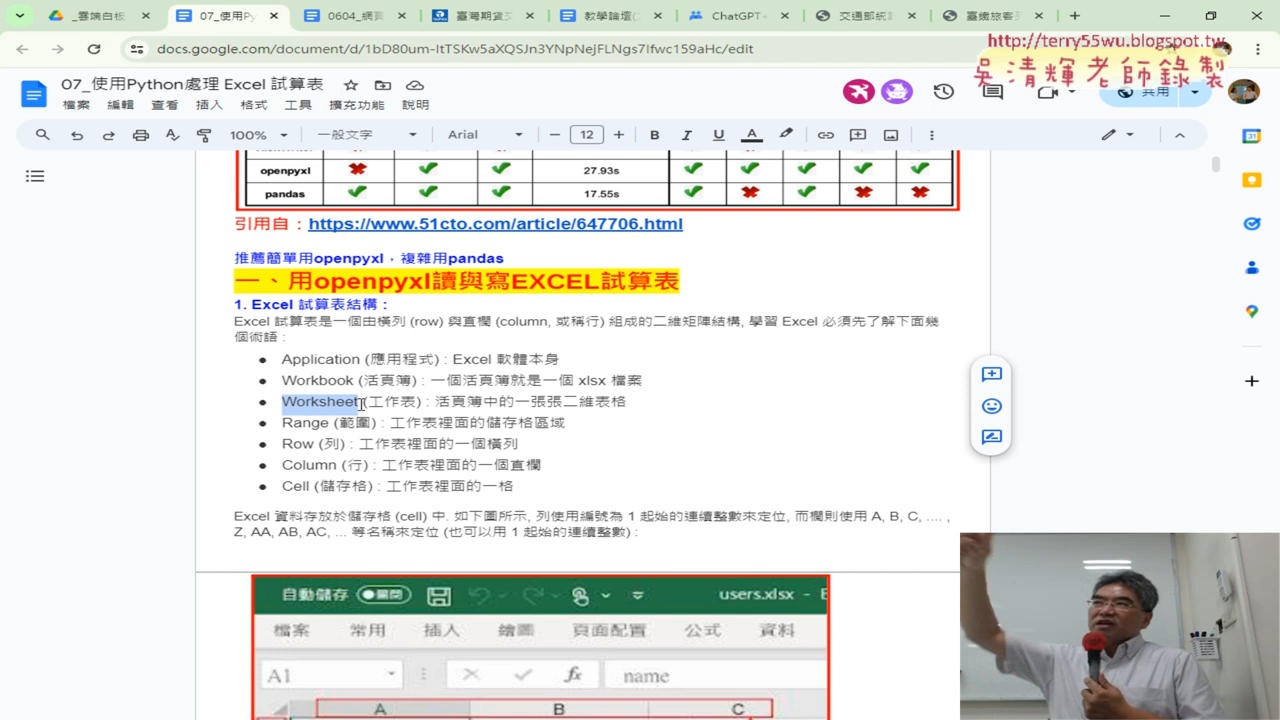 _雲端白板
07_使用Py
0604_網頁
臺灣期貨交
教學論壇(
ChatGPT
交通部統計
臺鐵旅客
docs.google.com/document/d/1bD80um-ItTSKw5aXQSJn3YNpNejFLNgs7Ifwc159aHc/edit
http://terry55wu.blogspot.tw
吳清輝老師錄製
07_使用Python處理 Excel 試算表
檔案 編輯 查看 插入 格式 工具 擴充功能 說明
共用
100% 一般文字 Arial 12 B I U A
openpyxl 27.93s
pandas 17.55s
引用自：https://www.51cto.com/article/647706.html
推薦簡單用openpyxl，複雜用pandas
一、用openpyxl讀與寫EXCEL試算表
1. Excel 試算表結構 :
Excel 試算表是一個由橫列 (row) 與直欄 (column, 或稱行) 組成的二維矩陣結構, 學習 Excel 必須先了解下面幾
個術語 :
● Application (應用程式) : Excel 軟體本身
● Workbook (活頁簿) : 一個活頁簿就是一個 xlsx 檔案
● Worksheet (工作表) : 活頁簿中的一張張二維表格
● Range (範圍) : 工作表裡面的儲存格區域
● Row (列) : 工作表裡面的一個橫列
● Column (行) : 工作表裡面的一個直欄
● Cell (儲存格) : 工作表裡面的一格
Excel 資料存放於儲存格 (cell) 中. 如下圖所示, 列使用編號為 1 起始的連續整數來定位, 而欄則使用 A, B, C, .... ,
Z, AA, AB, AC, ... 等名稱來定位 (也可以用 1 起始的連續整數) :
自動儲存 關閉 users.xlsx - E
檔案 常用 插入 繪圖 頁面配置 公式 資料
A1 fx name
A B C